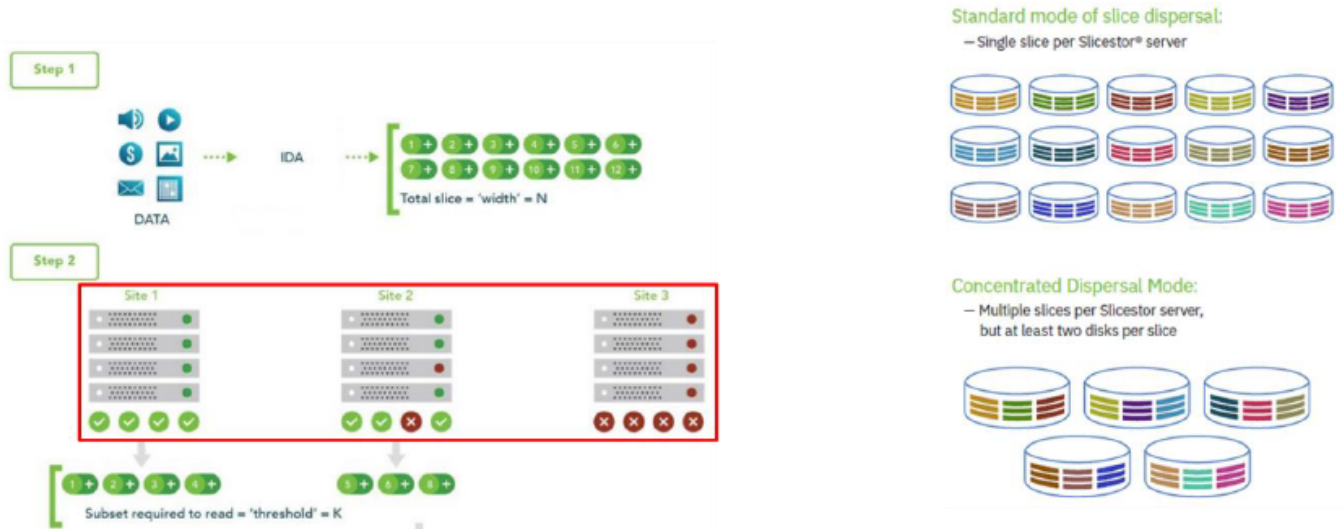 Step 1
DATA
IDA
1 + 2 + 3 + 4 + 5 + 6 +
7 + 8 + 9 + 10 + 11 + 12 +
Total slice = 'width' = N
Step 2
Site 1
Site 2
Site 3
1 + 2 + 3 + 4 +
5 + 6 + 8 +
Subset required to read = 'threshold' = K
Standard mode of slice dispersal:
— Single slice per Slicestor® server
Concentrated Dispersal Mode:
— Multiple slices per Slicestor server,
but at least two disks per slice